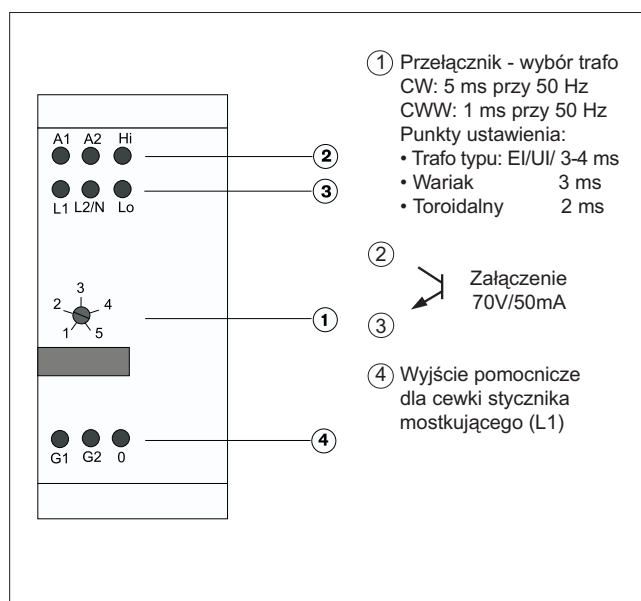 A1 A2 Hi
2
3
L1 L2/N Lo
3
2 4
1 5
1
4
G1 G2 0
1 Przełącznik - wybór trafo
CW: 5 ms przy 50 Hz
CWW: 1 ms przy 50 Hz
Punkty ustawienia:
• Trafo typu: EI/UI/ 3-4 ms
• Wariak 3 ms
• Toroidalny 2 ms
2
Załączenie
70V/50mA
3
4 Wyjście pomocnicze
dla cewki stycznika
mostkującego (L1)